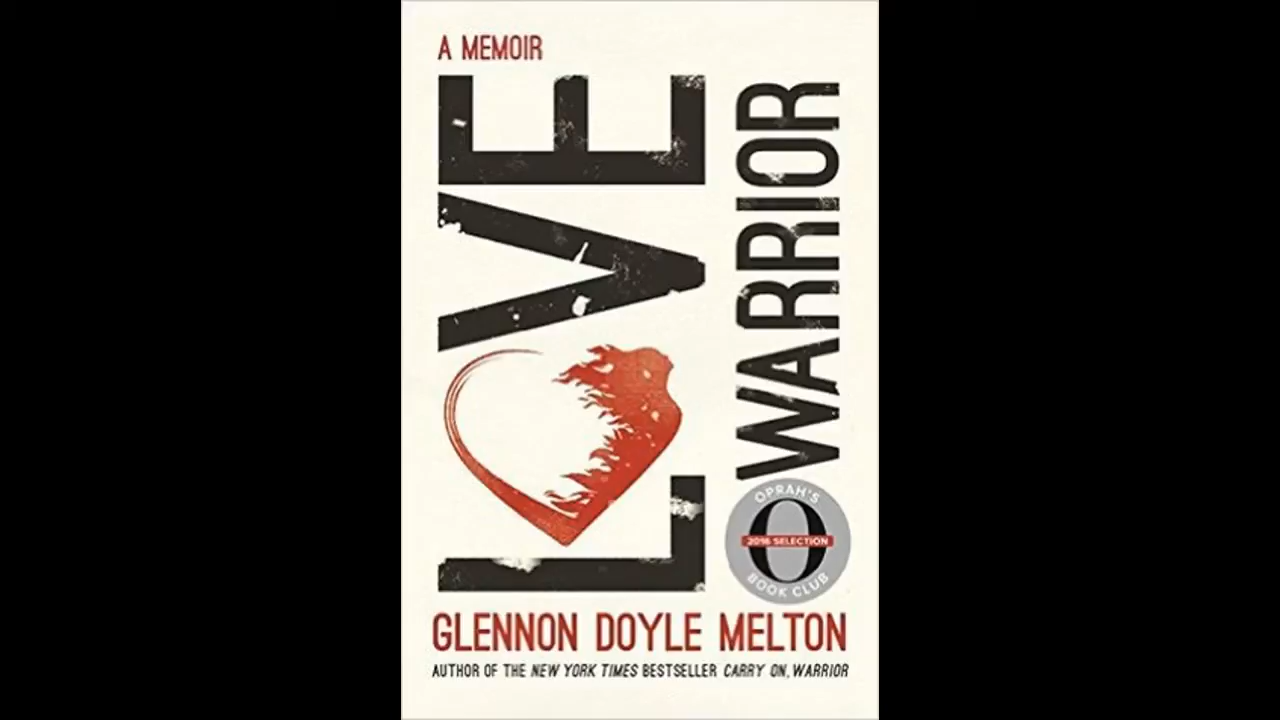 A MEMOIR
LOVE
WARRIOR
OPRAH'S
2016 SELECTION
BOOK CLUB
GLENNON DOYLE MELTON
AUTHOR OF THE NEW YORK TIMES BESTSELLER CARRY ON, WARRIOR